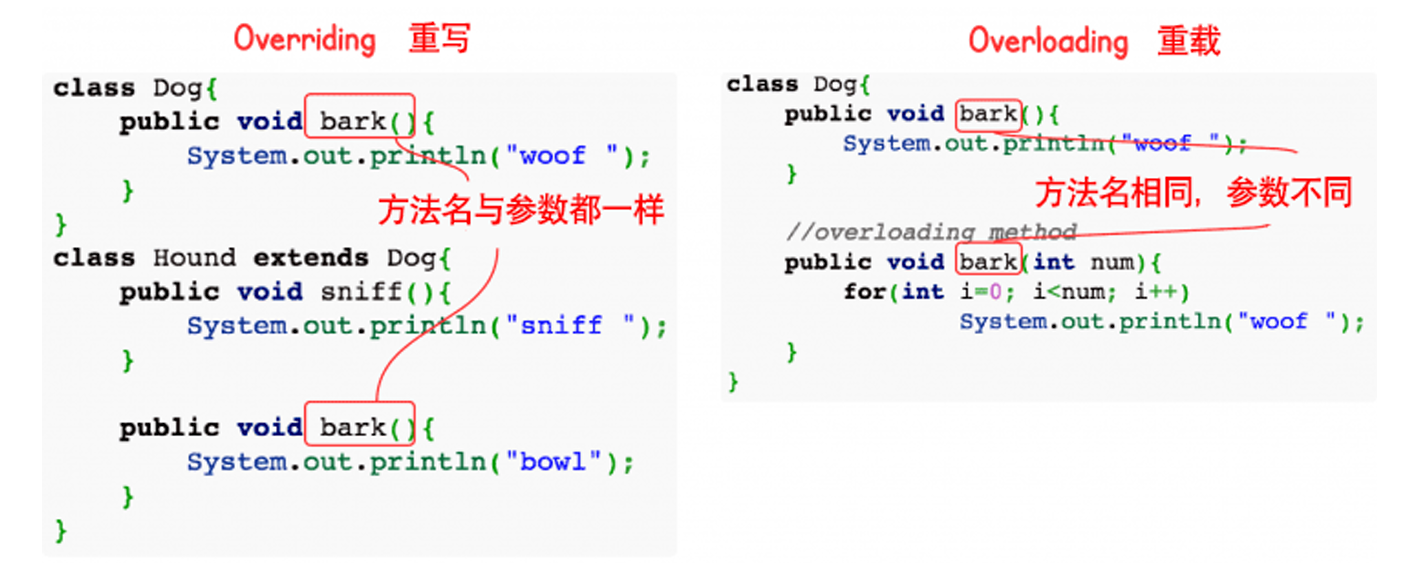 Overriding 重写
class Dog{
public void bark(){
System.out.println("woof ");
}
方法名与参数都一样
}
class Hound extends Dog{
public void sniff(){
System.out.println("sniff ");
}
public void bark(){
System.out.println("bowl");
}
}
Overloading 重载
class Dog{
public void bark(){
System.out.println("woof ");
}
方法名相同, 参数不同
//overloading method
public void bark(int num){
for(int i=0; i<num; i++)
System.out.println("woof ");
}
}